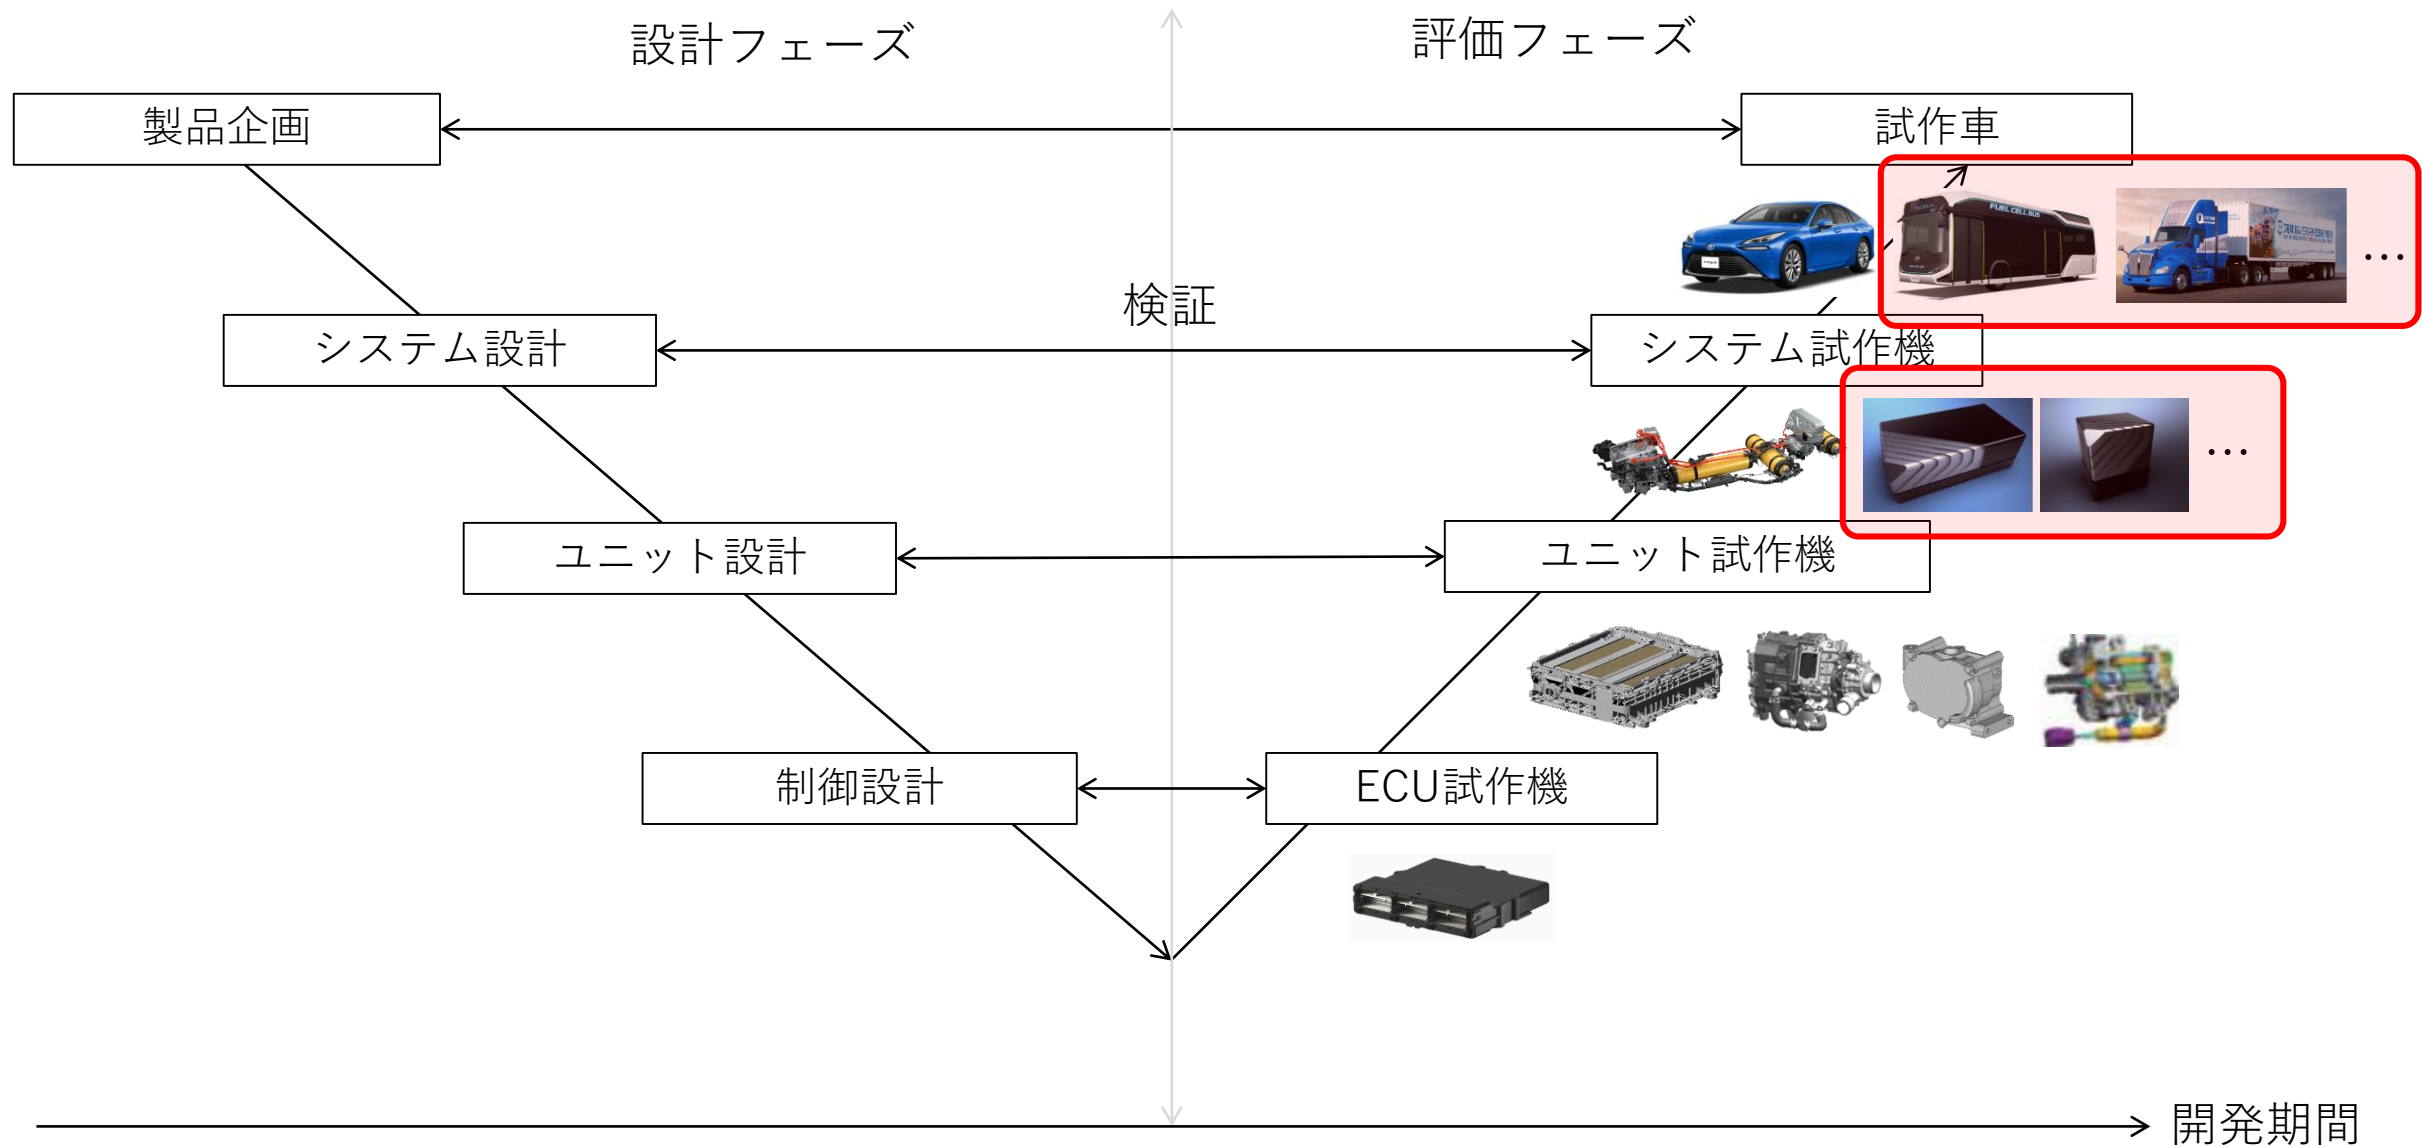 設計フェーズ
評価フェーズ
製品企画
試作車
FUEL CELL BUS
…
検証
システム設計
システム試作機
…
ユニット設計
ユニット試作機
制御設計
ECU試作機
開発期間